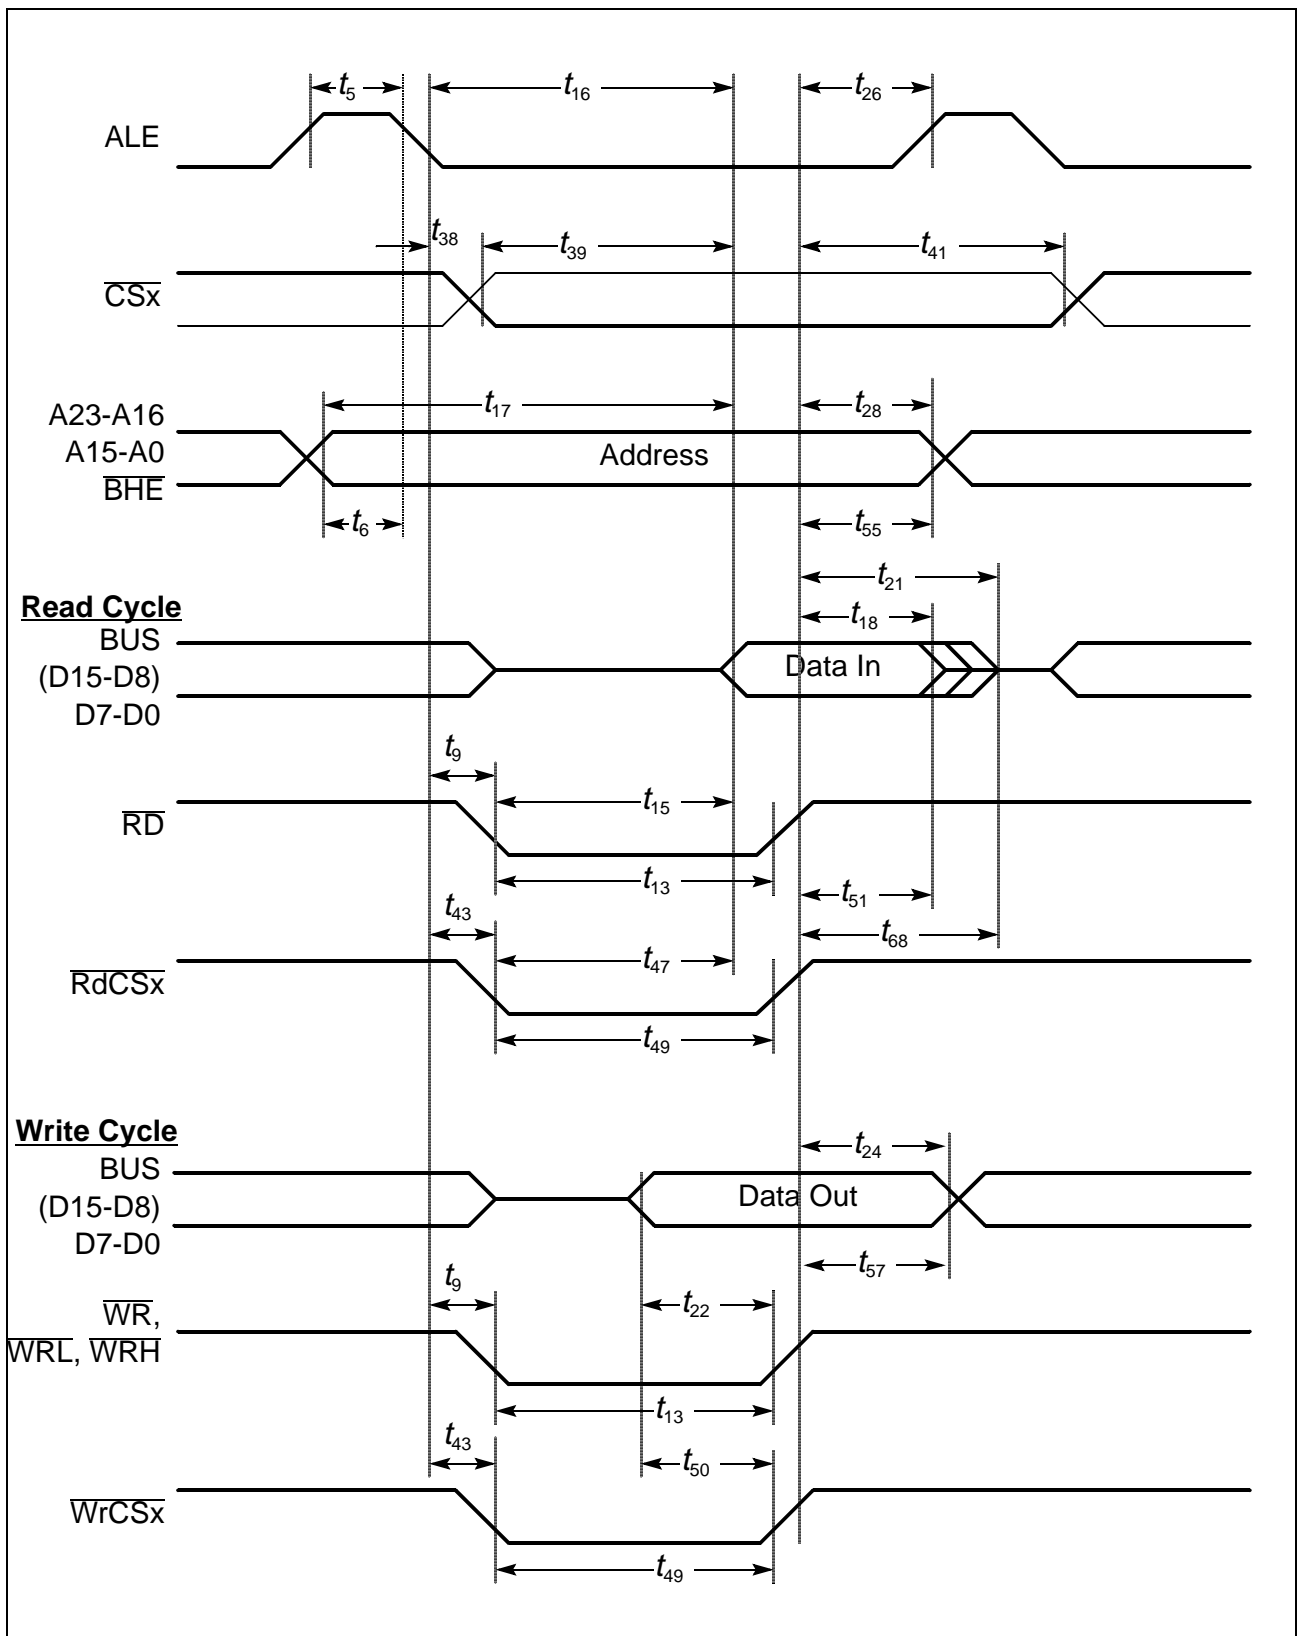 t5 t16 t26
ALE
t38 t39 t41
CSx
t17 t28
A23-A16
A15-A0
BHE
Address
t6 t55
t21
Read Cycle
t18
BUS
(D15-D8)
D7-D0
Data In
t9
t15
RD
t13 t51
t43 t68
t47
RdCSx
t49
Write Cycle
t24
BUS
(D15-D8)
D7-D0
Data Out
t9 t57
WR,
WRL, WRH
t22
t13
t43 t50
WrCSx
t49